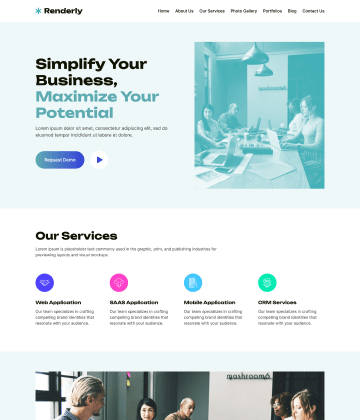 Renderly
Home About Us Our Services Photo Gallery Portfolios Blog Contact Us
Simplify Your
Business,
Maximize Your
Potential
Lorem ipsum dolor sit amet, consectetur adipiscing elit, sed do
eiusmod tempor incididunt ut labore et dolore.
Request Demo
Our Services
Lorem ipsum is placeholder text commonly used in the graphic, print, and publishing industries for
previewing layouts and visual mockups.
Web Application SAAS Application Mobile Application CRM Services
Our team specializes in crafting Our team specializes in crafting Our team specializes in crafting Our team specializes in crafting
compelling brand identities that compelling brand identities that compelling brand identities that compelling brand identities that
resonate with your audience. resonate with your audience. resonate with your audience. resonate with your audience.
mashrooms